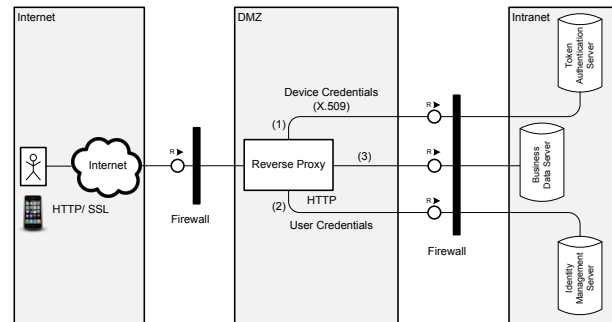 Internet
DMZ
Intranet
Token
Authentication
Server
Device Credentials
(X.509)
R
(1)
R
Internet
R
Reverse Proxy
(3)
R
Business
Data Server
HTTP/ SSL
Firewall
(2)
HTTP
R
User Credentials
Firewall
Identity
Management
Server